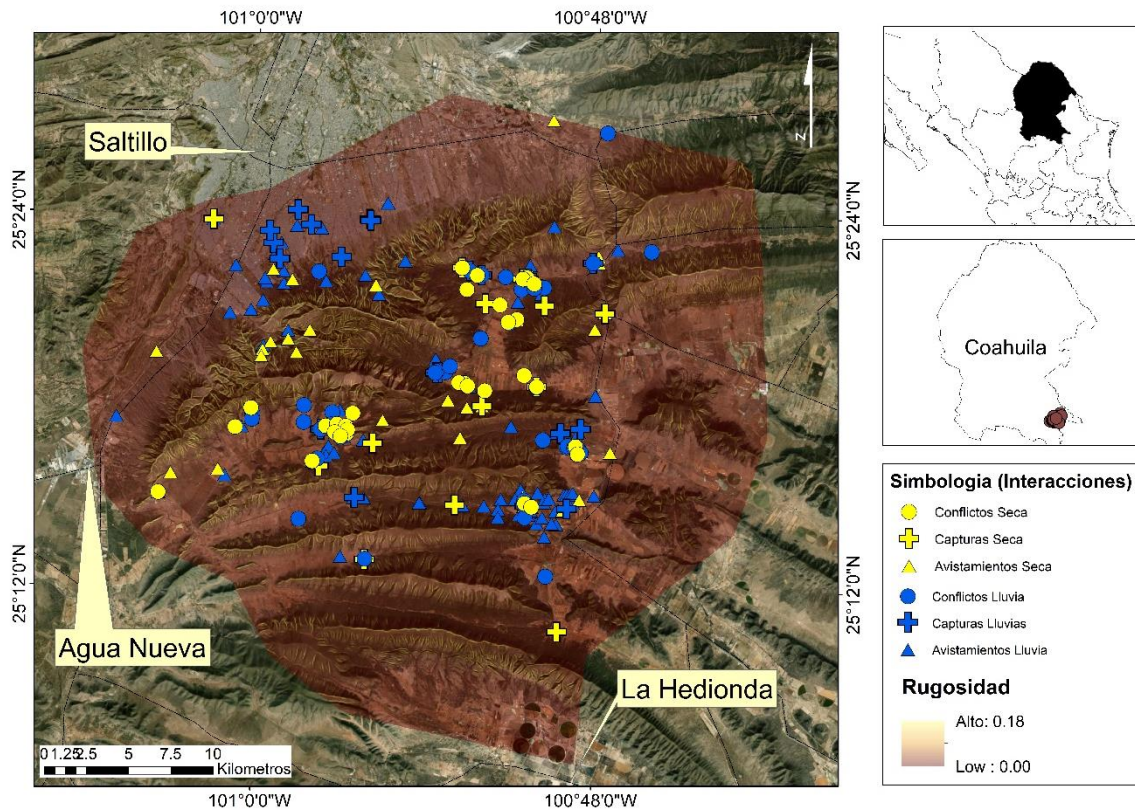 101°0'0"W
100°48'0"W
Saltillo
N
25°24'0"N
25°24'0"N
25°12'0"N
25°12'0"N
Agua Nueva
La Hedionda
0 1.25 2.5 5 7.5 10
Kilometros
101°0'0"W
100°48'0"W
Coahuila
Simbologia (Interacciones)
Conflictos Seca
Capturas Seca
Avistamientos Seca
Conflictos Lluvia
Capturas Lluvias
Avistamientos Lluvia
Rugosidad
Alto: 0.18
Low : 0.00